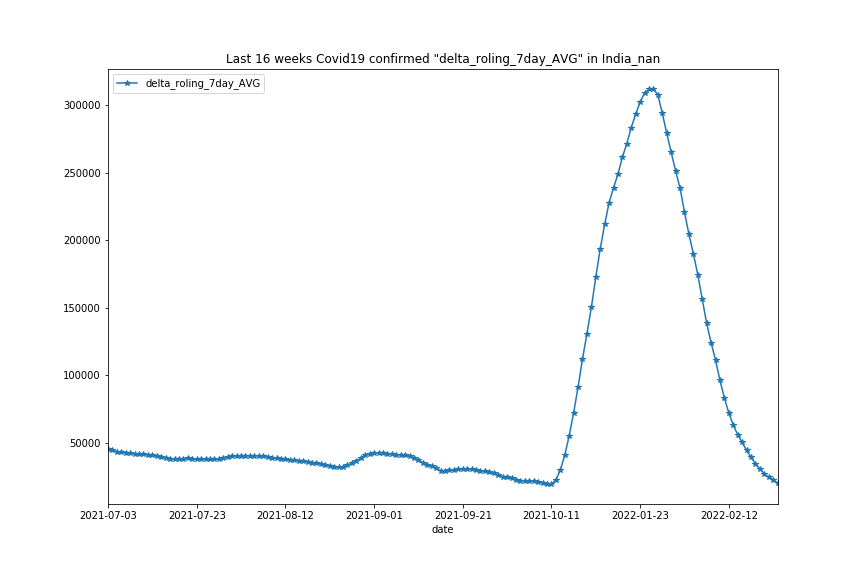 Last 16 weeks Covid19 confirmed "delta_roling_7day_AVG" in India_nan
delta_roling_7day_AVG
300000
250000
200000
150000
100000
50000
2021-07-03 2021-07-23 2021-08-12 2021-09-01 2021-09-21 2021-10-11 2022-01-23 2022-02-12
date